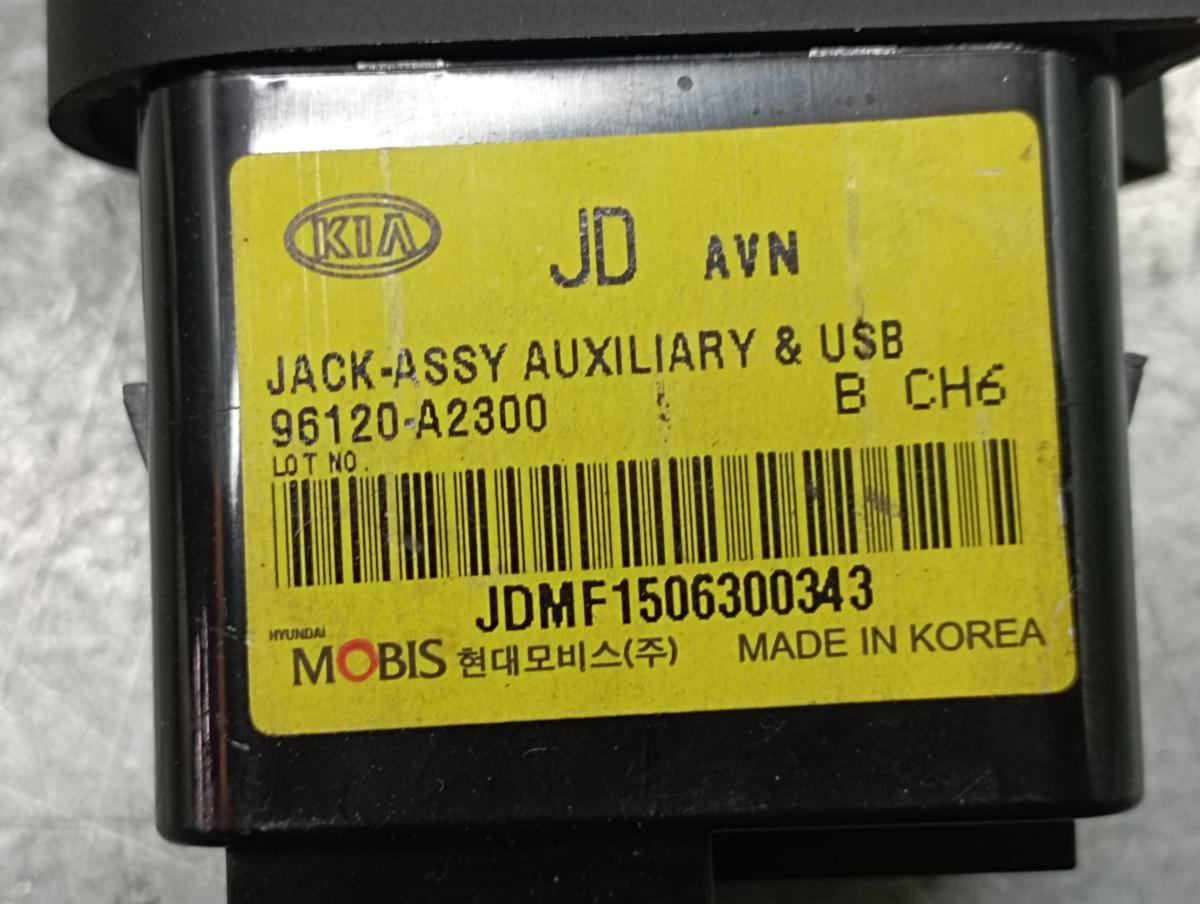 KIA JD AVN
JACK-ASSY AUXILIARY & USB
96120-A2300 B CH6
LOT NO.
JDMF1506300343
HYUNDAI
MOBIS 현대모비스(주) MADE IN KOREA